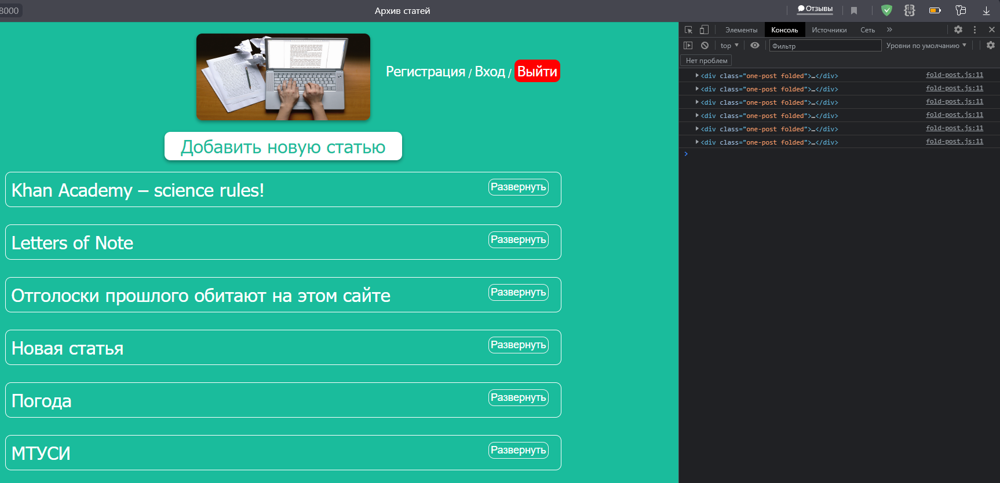 8000
Архив статей
Отзывы
Регистрация / Вход / Выйти
Добавить новую статью
Khan Academy – science rules!
Развернуть
Letters of Note
Развернуть
Отголоски прошлого обитают на этом сайте
Развернуть
Новая статья
Развернуть
Погода
Развернуть
МТУСИ
Развернуть
Элементы Консоль Источники Сеть »
top Фильтр Уровни по умолчанию
Нет проблем
<div class="one-post folded">…</div> fold-post.js:11
<div class="one-post folded">…</div> fold-post.js:11
<div class="one-post folded">…</div> fold-post.js:11
<div class="one-post folded">…</div> fold-post.js:11
<div class="one-post folded">…</div> fold-post.js:11
<div class="one-post folded">…</div> fold-post.js:11